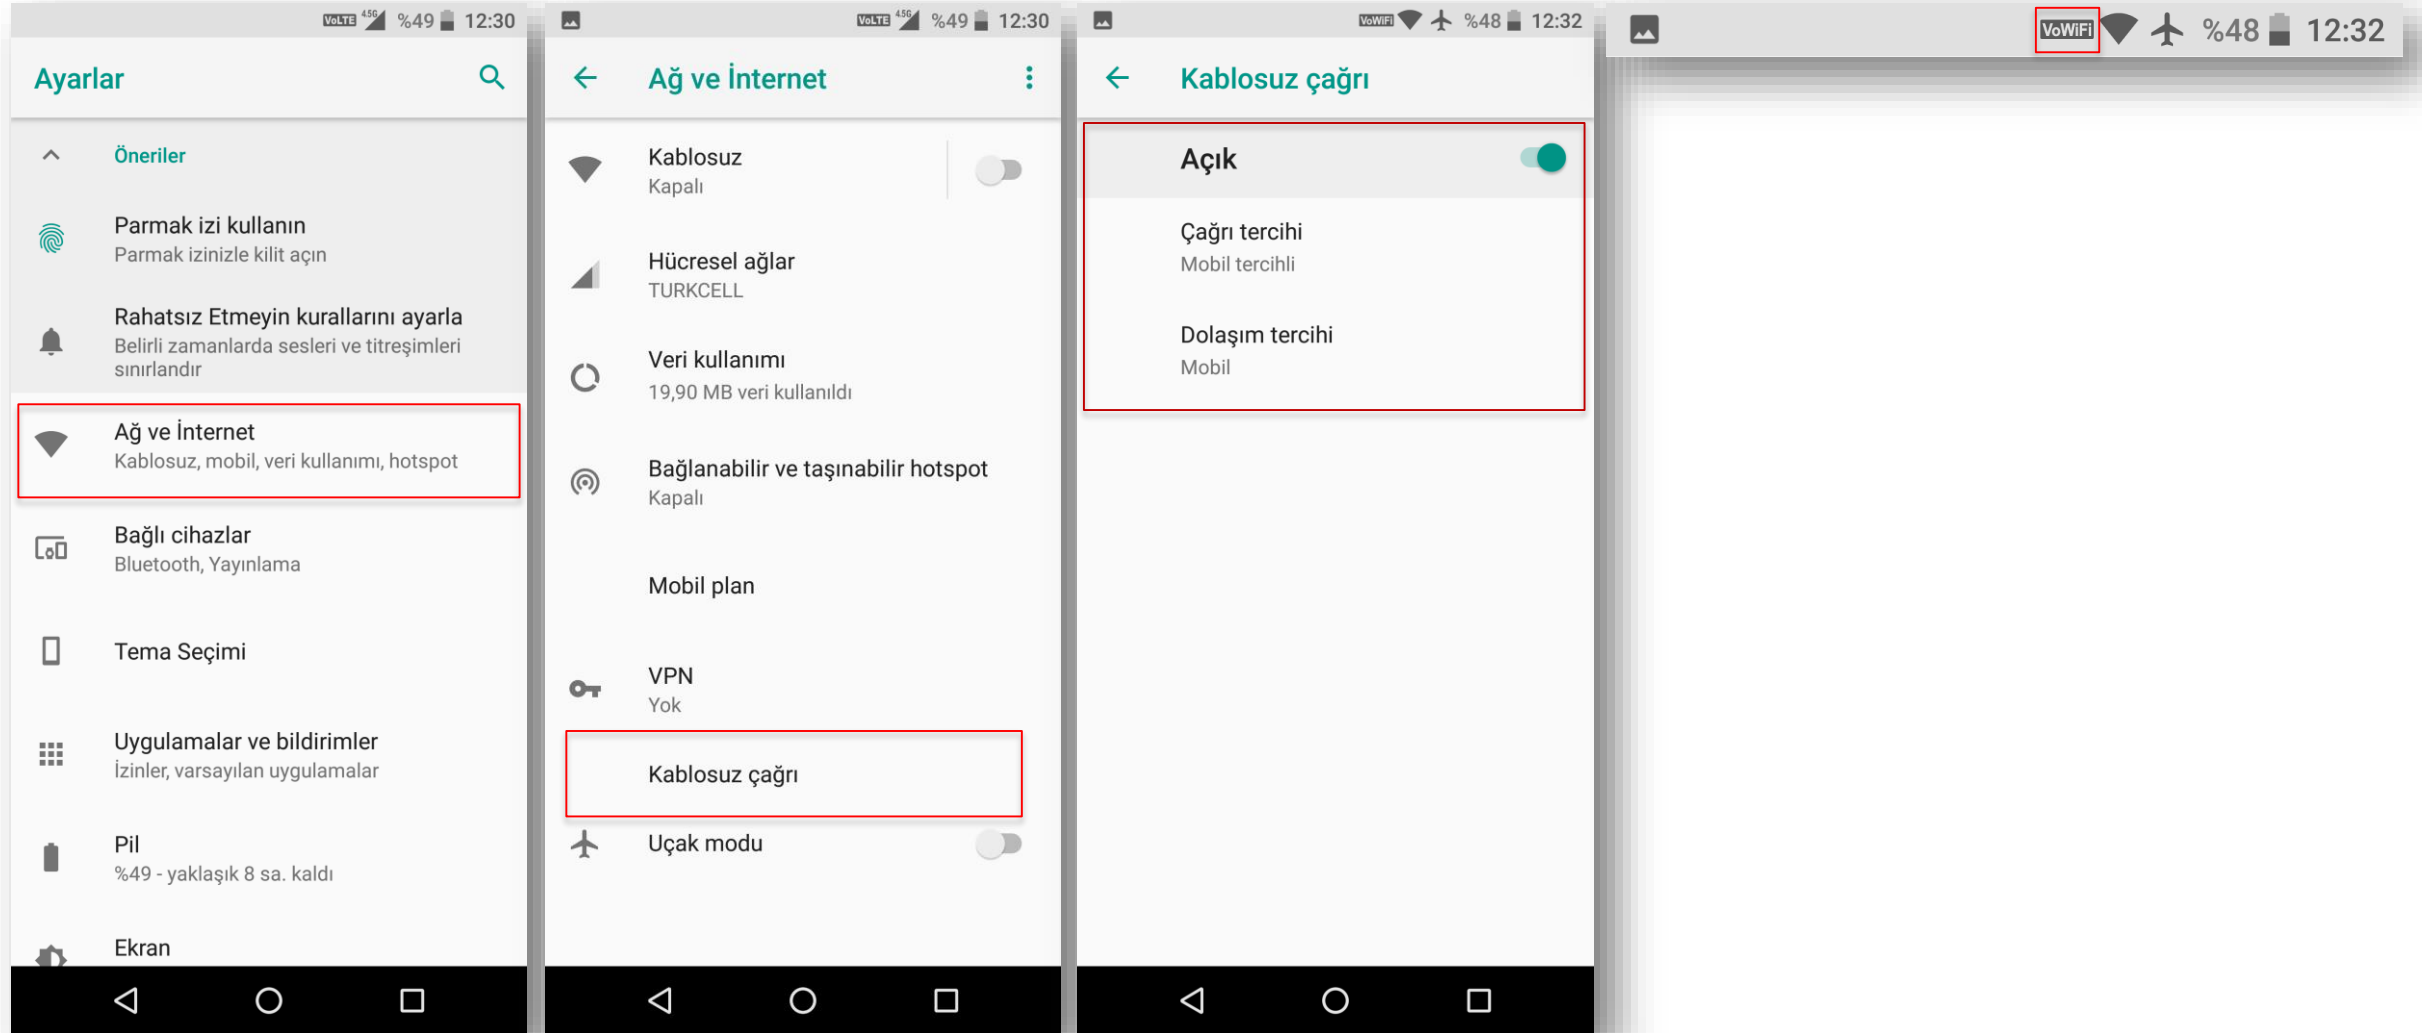 VoLTE 4.5G %49 12:30
Ayarlar
Öneriler
Parmak izi kullanın
Parmak izinizle kilit açın
Rahatsız Etmeyin kurallarını ayarla
Belirli zamanlarda sesleri ve titreşimleri
sınırlandır
Ağ ve İnternet
Kablosuz, mobil, veri kullanımı, hotspot
Bağlı cihazlar
Bluetooth, Yayınlama
Tema Seçimi
Uygulamalar ve bildirimler
İzinler, varsayılan uygulamalar
Pil
%49 - yaklaşık 8 sa. kaldı
Ekran
VoLTE 4.5G %49 12:30
Ağ ve İnternet
Kablosuz
Kapalı
Hücresel ağlar
TURKCELL
Veri kullanımı
19,90 MB veri kullanıldı
Bağlanabilir ve taşınabilir hotspot
Kapalı
Mobil plan
VPN
Yok
Kablosuz çağrı
Uçak modu
VoWiFi %48 12:32
Kablosuz çağrı
Açık
Çağrı tercihi
Mobil tercihli
Dolaşım tercihi
Mobil
VoWiFi %48 12:32